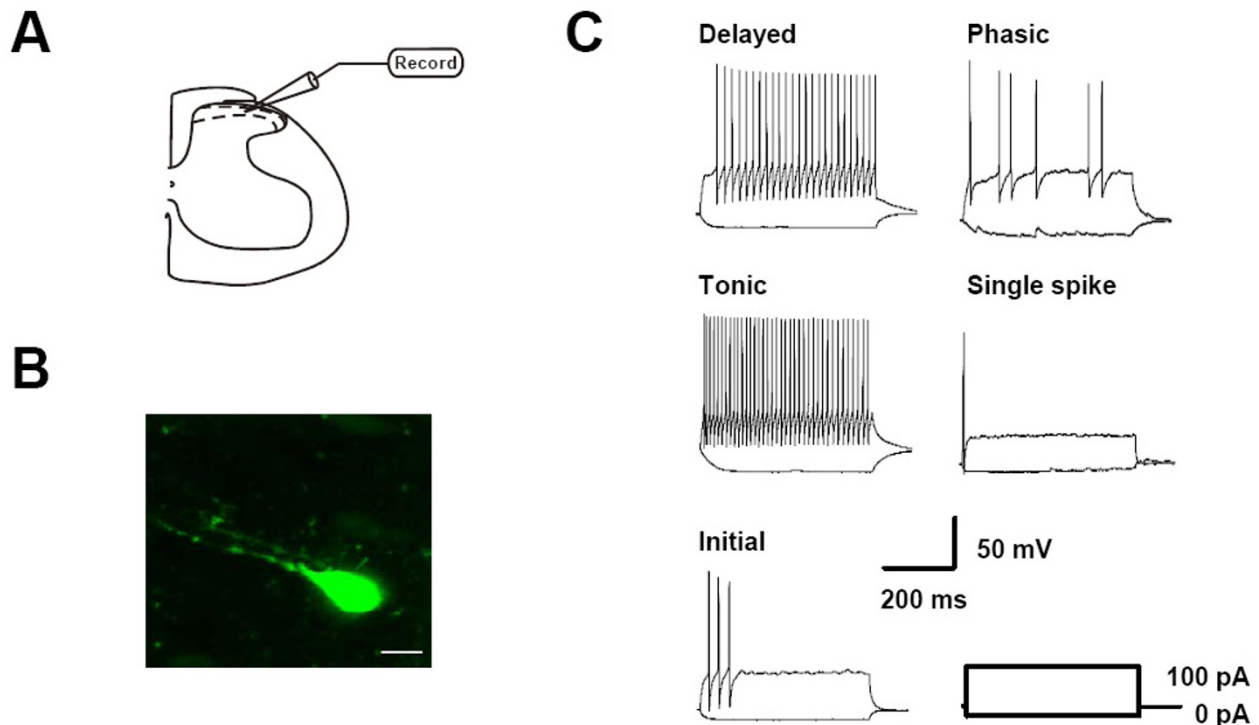 A
Record
B
C
Delayed
Phasic
Tonic
Single spike
Initial
50 mV
200 ms
100 pA
0 pA